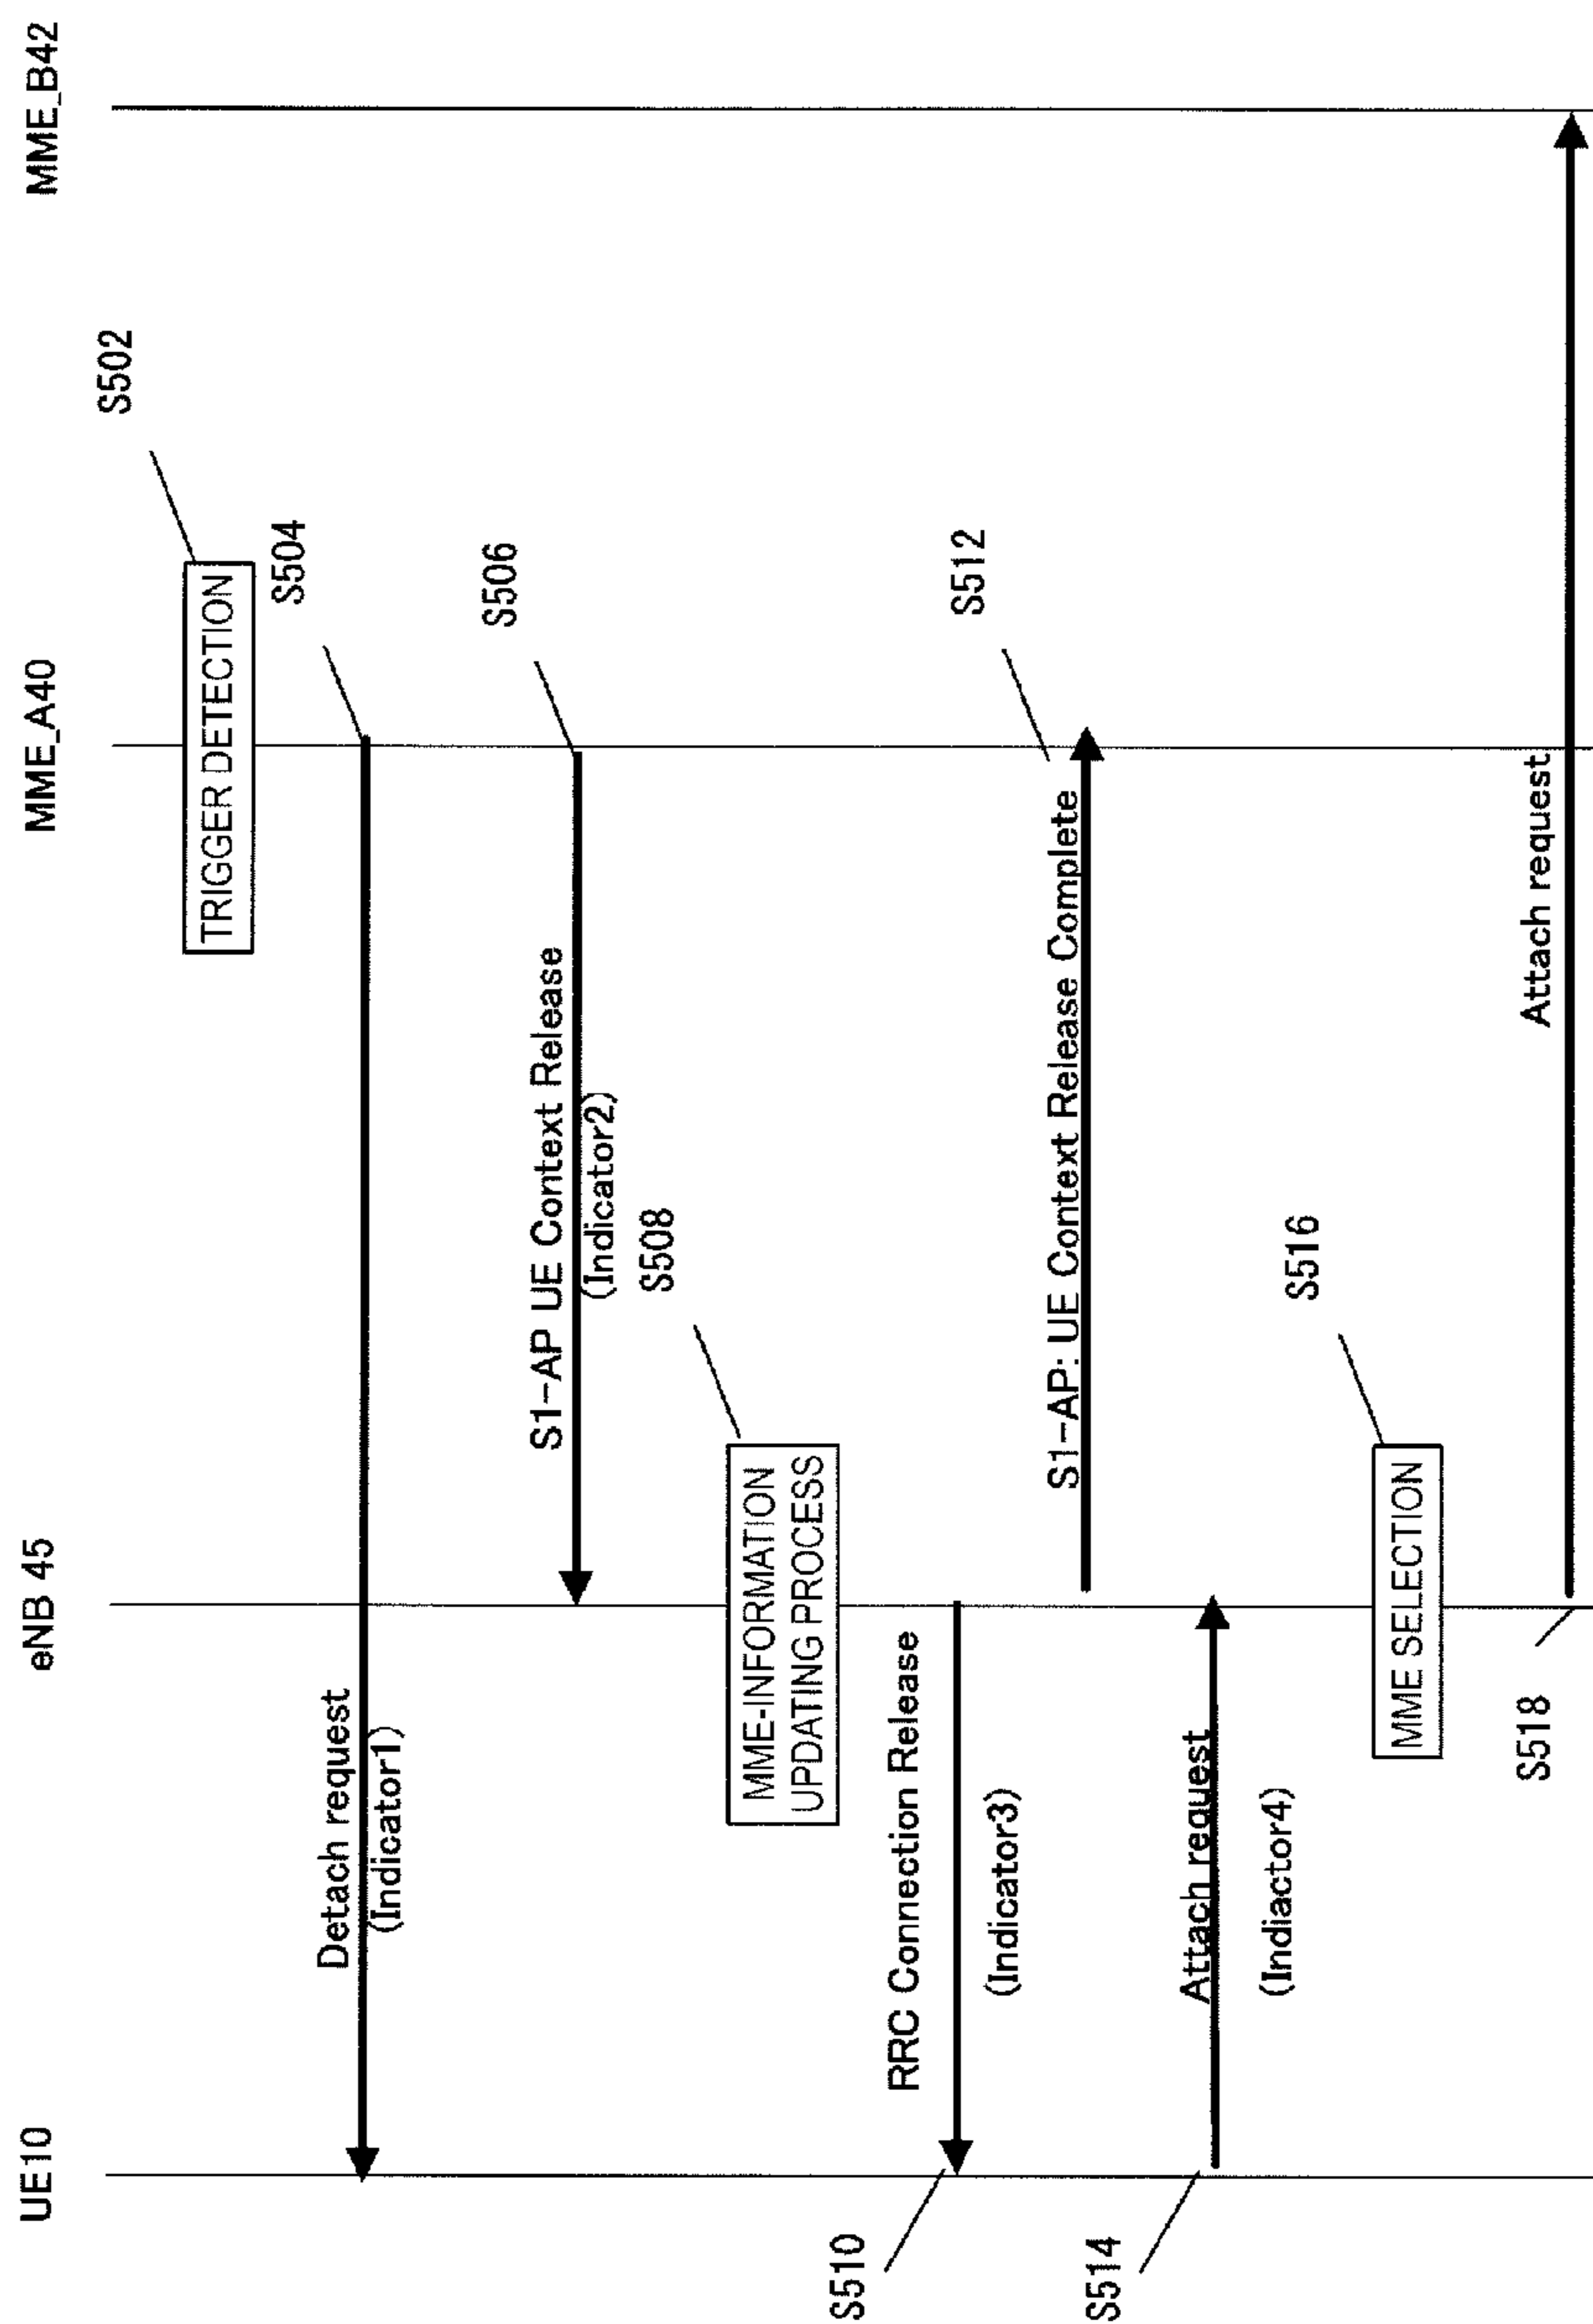 UE10
eNB 45
MME_A40
MME_B42
S502
TRIGGER DETECTION
S504
Detach request
(Indicator1)
S506
S1-AP UE Context Release
(Indicator2)
S508
MME-INFORMATION
UPDATING PROCESS
S510
RRC Connection Release
(Indicator3)
S512
S1-AP: UE Context Release Complete
S514
Attach request
(Indiactor4)
S516
MME SELECTION
S518
Attach request